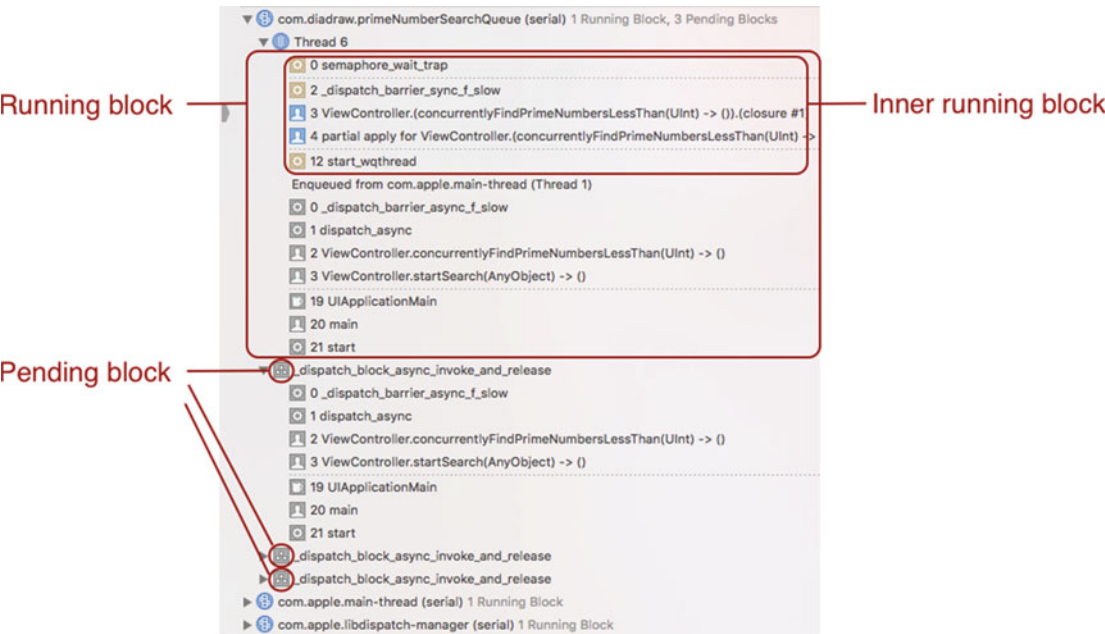 com.diadraw.primeNumberSearchQueue (serial) 1 Running Block, 3 Pending Blocks
Thread 6
0 semaphore_wait_trap
2 _dispatch_barrier_sync_f_slow
Running block
Inner running block
3 ViewController.(concurrentlyFindPrimeNumbersLessThan(UInt) -> ()).(closure #1)
4 partial apply for ViewController.(concurrentlyFindPrimeNumbersLessThan(UInt) ->
12 start_wqthread
Enqueued from com.apple.main-thread (Thread 1)
0 _dispatch_barrier_async_f_slow
1 dispatch_async
2 ViewController.concurrentlyFindPrimeNumbersLessThan(UInt) -> ()
3 ViewController.startSearch(AnyObject) -> ()
19 UIApplicationMain
20 main
21 start
Pending block
_dispatch_block_async_invoke_and_release
0 _dispatch_barrier_async_f_slow
1 dispatch_async
2 ViewController.concurrentlyFindPrimeNumbersLessThan(UInt) -> ()
3 ViewController.startSearch(AnyObject) -> ()
19 UIApplicationMain
20 main
21 start
_dispatch_block_async_invoke_and_release
_dispatch_block_async_invoke_and_release
com.apple.main-thread (serial) 1 Running Block
com.apple.libdispatch-manager (serial) 1 Running Block